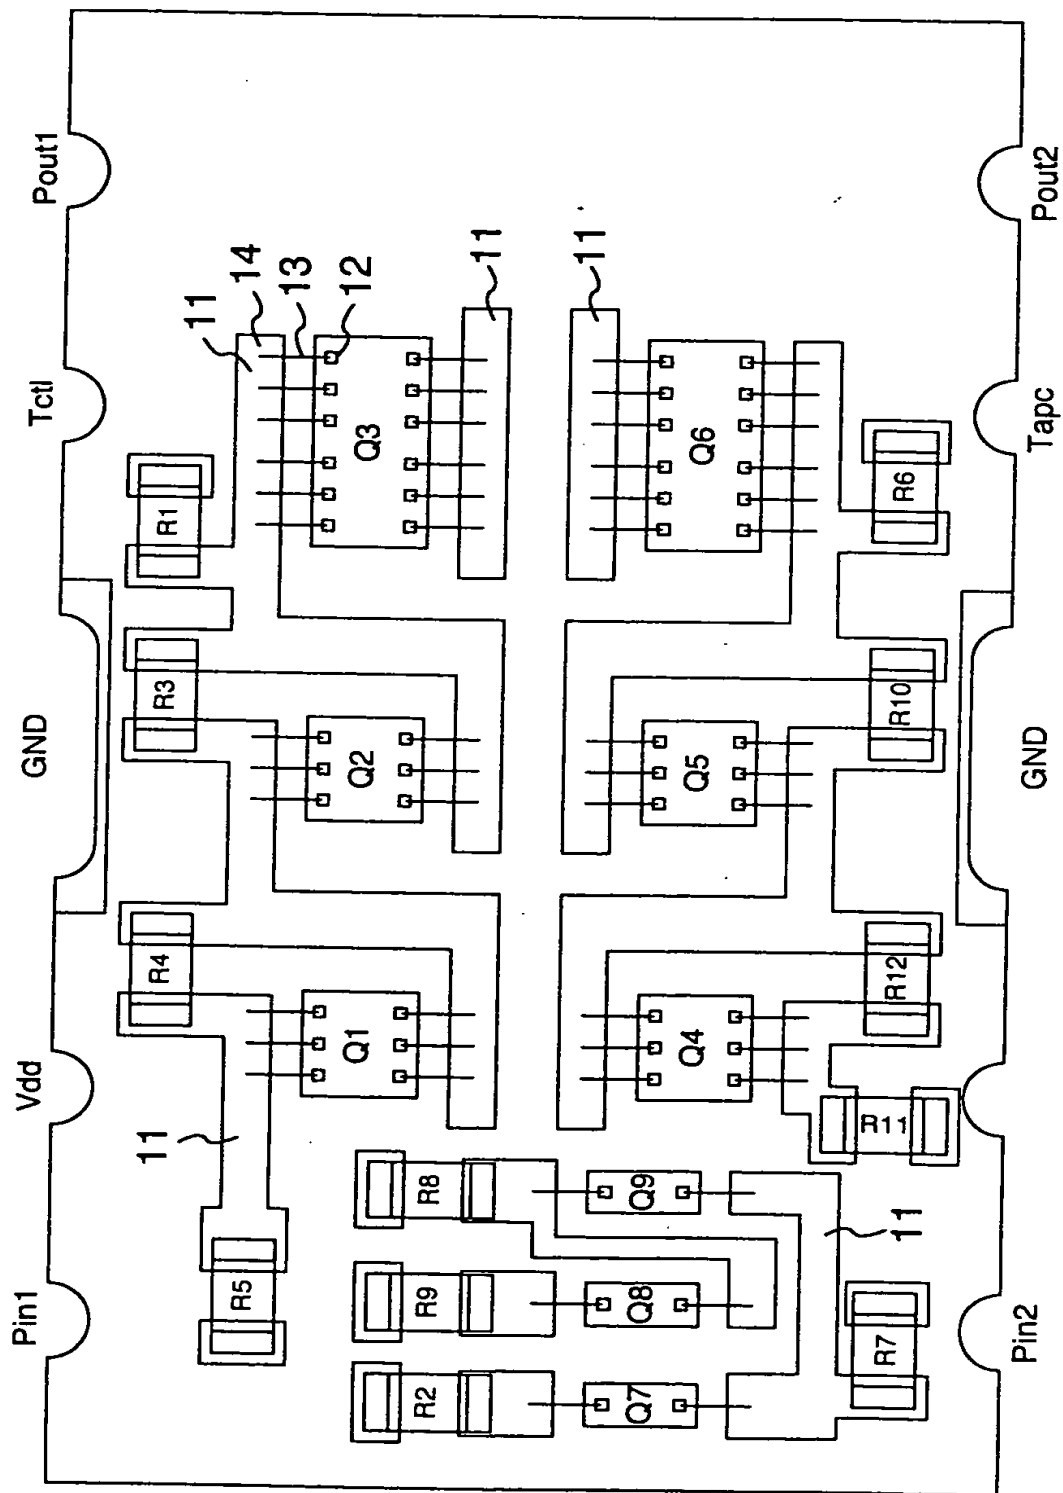 Pin1
Vdd
GND
Tctl
Pout1
R5
R4
R3
R1
11
11
14
13
12
Q1
Q2
Q3
11
11
R2
R9
R8
Q7
Q8
Q9
Q4
Q5
Q6
11
R7
R11
R12
R10
R6
Pin2
GND
Tapc
Pout2